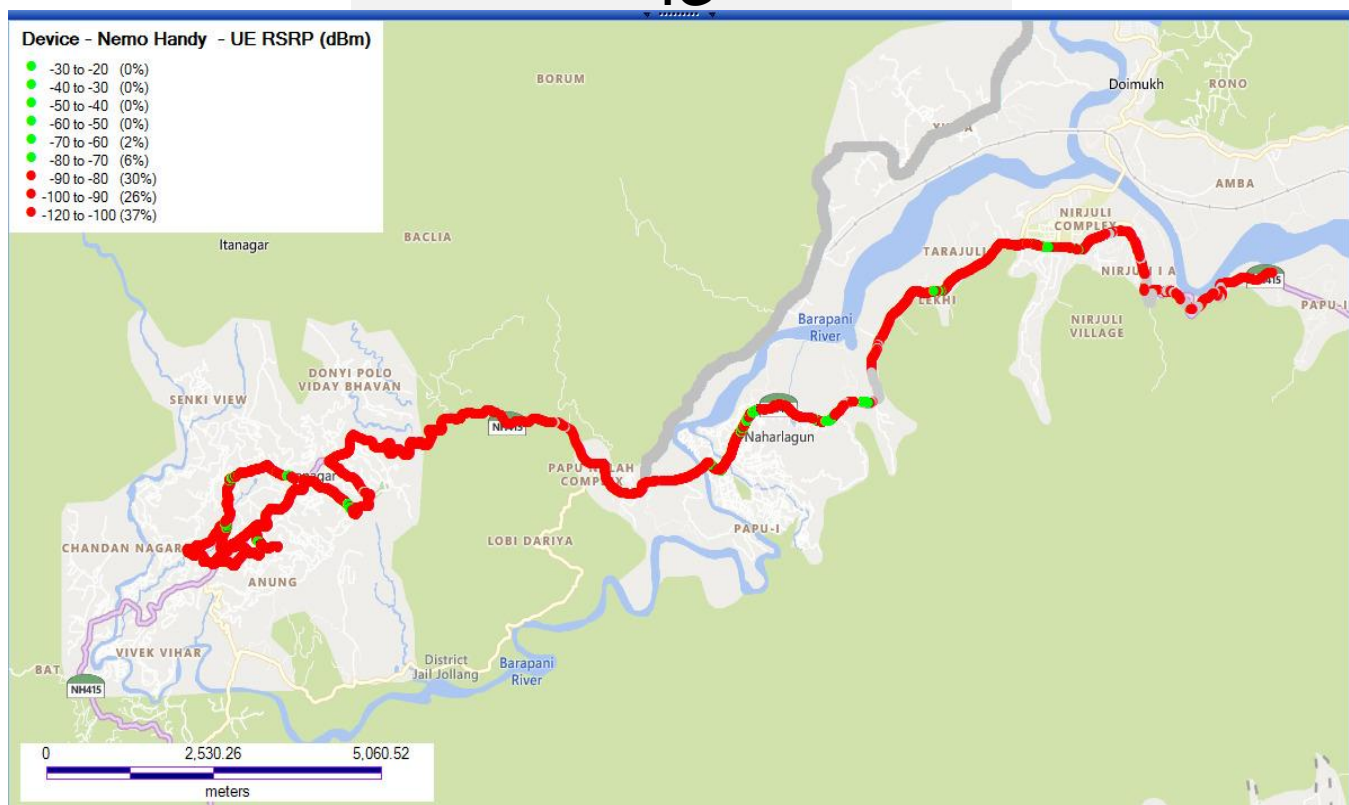 Device - Nemo Handy - UE RSRP (dBm)
-30 to -20 (0%)
-40 to -30 (0%)
-50 to -40 (0%)
-60 to -50 (0%)
-70 to -60 (2%)
-80 to -70 (6%)
-90 to -80 (30%)
-100 to -90 (26%)
-120 to -100 (37%)
BORUM
Doimukh
RONO
AMBA
NIRJULI
COMPLEX
Itanagar
BACLIA
TARAJULI
NIRJULI I A
LEKHI
PAPU-I
Barapani
River
NIRJULI
VILLAGE
DONYI POLO
VIDAY BHAVAN
SENKI VIEW
Naharlagun
COMPLEX
PAPU-I
CHANDAN NAGAR
LOBI DARIYA
ANUNG
VIVEK VIHAR
District
Jail Jollang
Barapani
River
BAT
NH415
0 2,530.26 5,060.52
meters